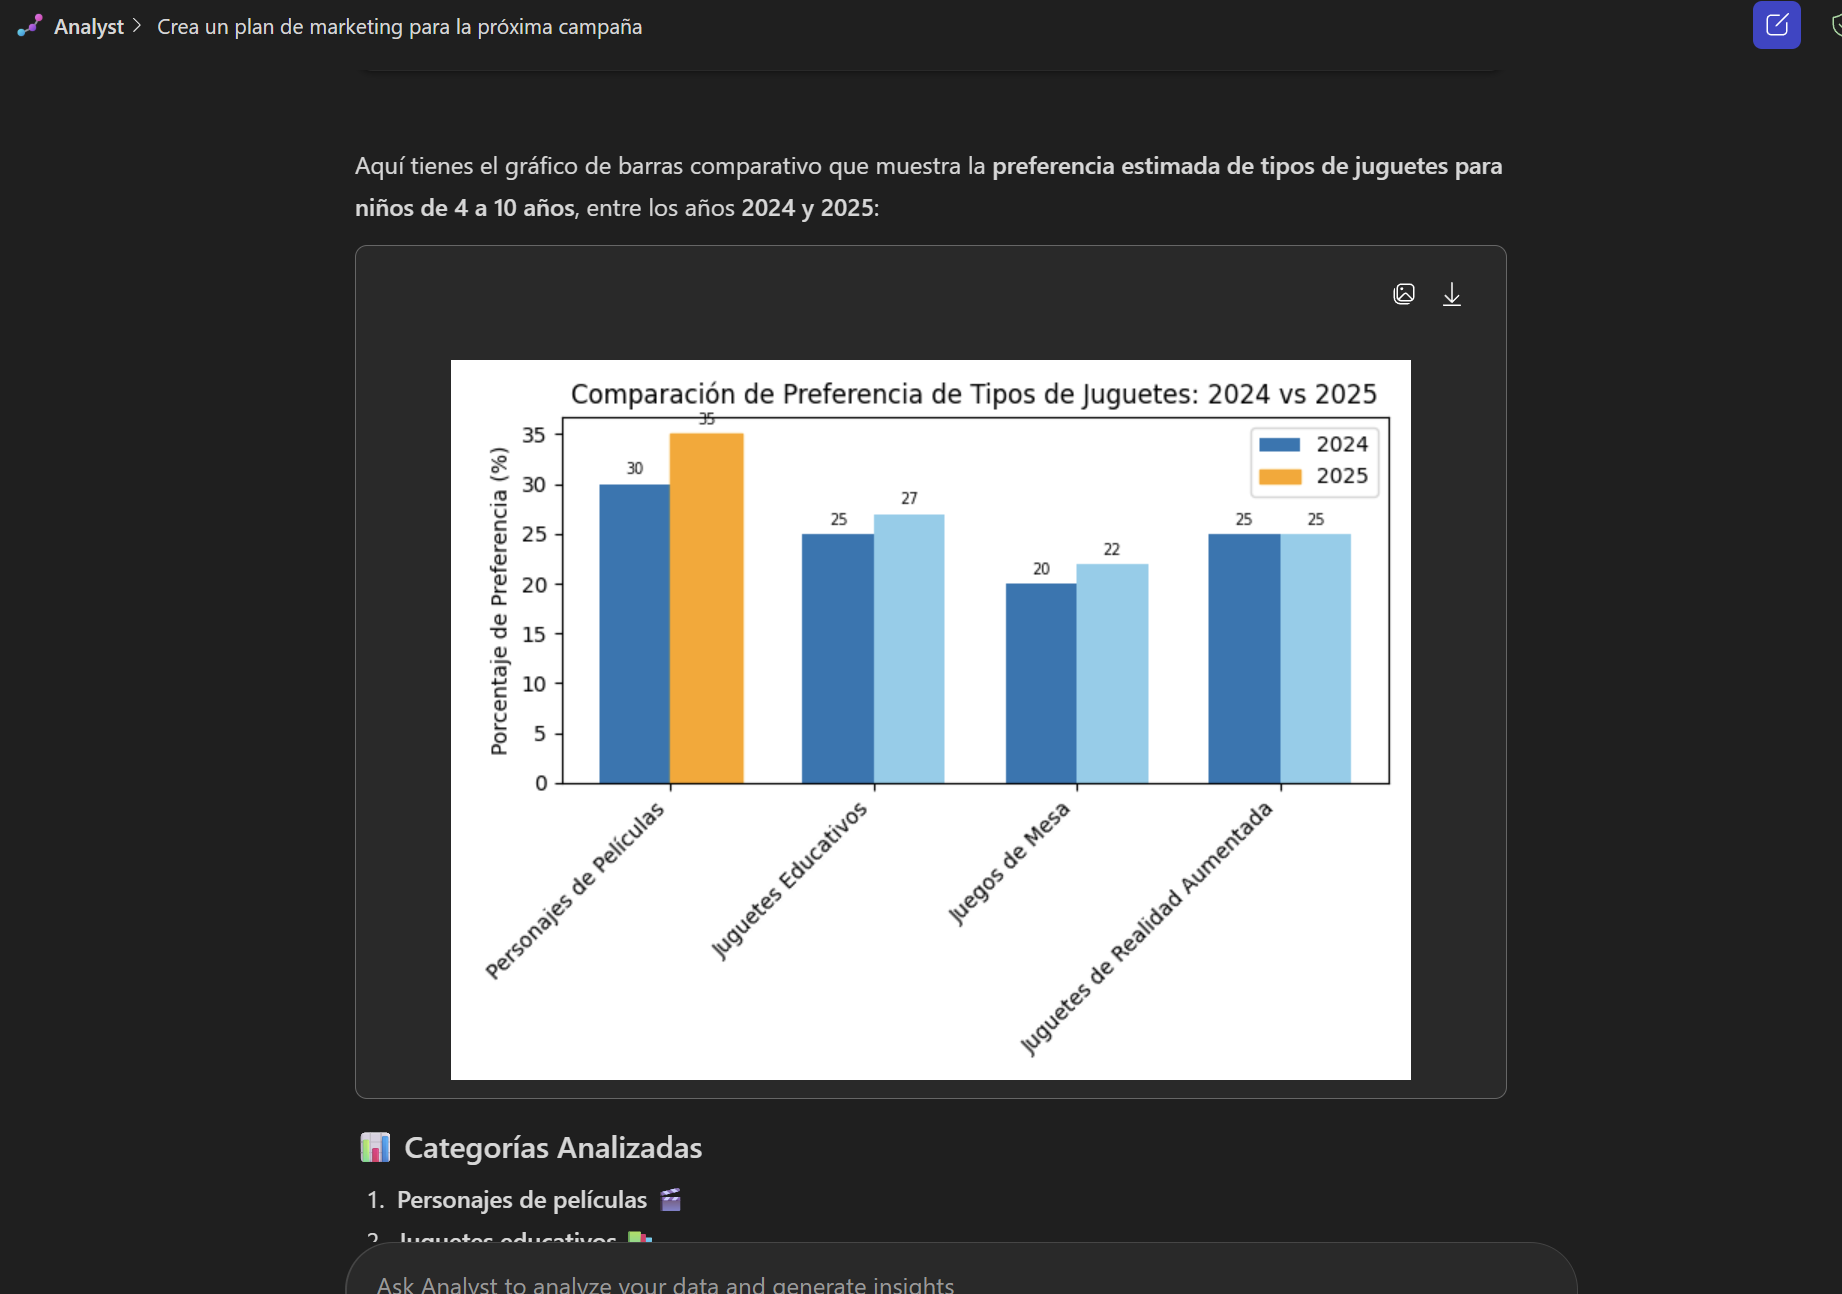 Analyst > Crea un plan de marketing para la próxima campaña
Aquí tienes el gráfico de barras comparativo que muestra la preferencia estimada de tipos de juguetes para
niños de 4 a 10 años, entre los años 2024 y 2025:
Comparación de Preferencia de Tipos de Juguetes: 2024 vs 2025
Porcentaje de Preferencia (%)
35
30
25
20
15
10
5
0
30
35
25
27
20
22
25
25
2024
2025
Personajes de Películas
Juguetes Educativos
Juegos de Mesa
Juguetes de Realidad Aumentada
Categorías Analizadas
1. Personajes de películas
2. Juguetes educativos
Ask Analyst to analyze your data and generate insights